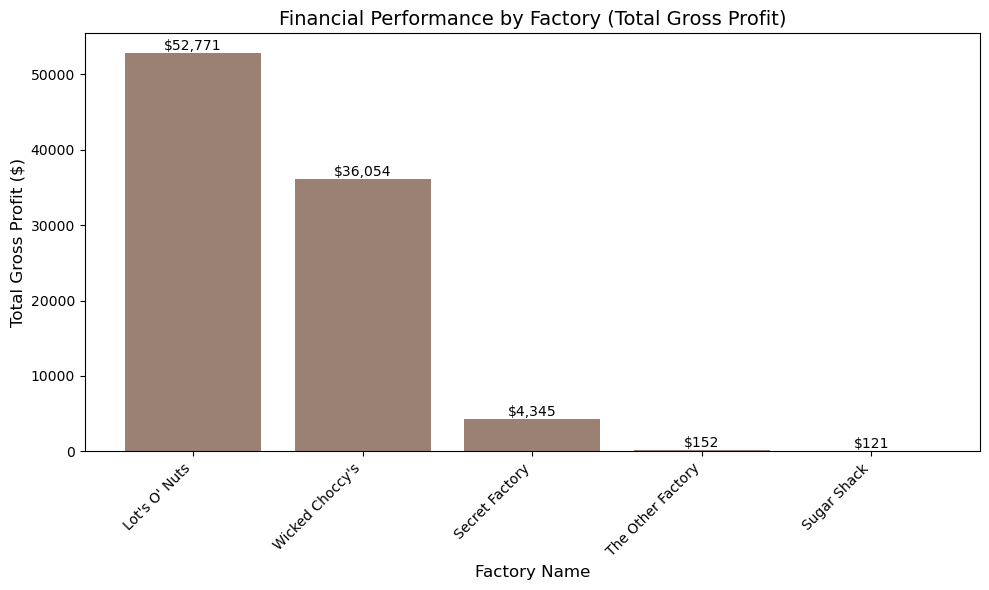 Financial Performance by Factory (Total Gross Profit)
Total Gross Profit ($)
50000
40000
30000
20000
10000
0
$52,771
$36,054
$4,345
$152
$121
Lot's O' Nuts
Wicked Choccy's
Secret Factory
The Other Factory
Sugar Shack
Factory Name